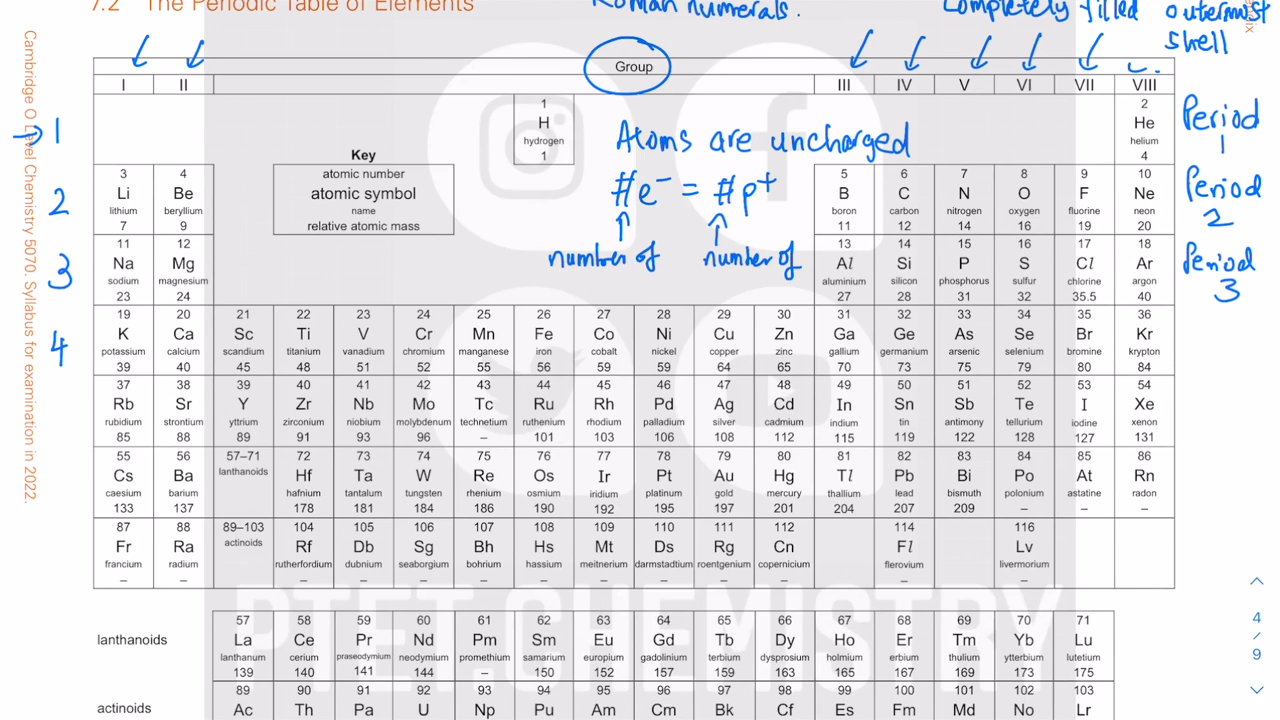 7.2 The Periodic Table of Elements
Roman numerals.
completely filled outermost
shell
Group
I II III IV V VI VII VIII
1 2
H He
hydrogen helium
1 4
→ 1
Atoms are uncharged
Period
1
Key
atomic number
atomic symbol
name
relative atomic mass
#e⁻ = #p⁺
↑ ↑
number of number of
2
3 4 5 6 7 8 9 10
Li Be B C N O F Ne
lithium beryllium boron carbon nitrogen oxygen fluorine neon
7 9 11 12 14 16 19 20
Period
2
3
11 12 13 14 15 16 17 18
Na Mg Al Si P S Cl Ar
sodium magnesium aluminium silicon phosphorus sulfur chlorine argon
23 24 27 28 31 32 35.5 40
Period
3
4
19 20 21 22 23 24 25 26 27 28 29 30 31 32 33 34 35 36
K Ca Sc Ti V Cr Mn Fe Co Ni Cu Zn Ga Ge As Se Br Kr
potassium calcium scandium titanium vanadium chromium manganese iron cobalt nickel copper zinc gallium germanium arsenic selenium bromine krypton
39 40 45 48 51 52 55 56 59 59 64 65 70 73 75 79 80 84
37 38 39 40 41 42 43 44 45 46 47 48 49 50 51 52 53 54
Rb Sr Y Zr Nb Mo Tc Ru Rh Pd Ag Cd In Sn Sb Te I Xe
rubidium strontium yttrium zirconium niobium molybdenum technetium ruthenium rhodium palladium silver cadmium indium tin antimony tellurium iodine xenon
85 88 89 91 93 96 – 101 103 106 108 112 115 119 122 128 127 131
55 56 57–71 72 73 74 75 76 77 78 79 80 81 82 83 84 85 86
Cs Ba lanthanoids Hf Ta W Re Os Ir Pt Au Hg Tl Pb Bi Po At Rn
caesium barium hafnium tantalum tungsten rhenium osmium iridium platinum gold mercury thallium lead bismuth polonium astatine radon
133 137 178 181 184 186 190 192 195 197 201 204 207 209 – – –
87 88 89–103 104 105 106 107 108 109 110 111 112 114 116
Fr Ra actinoids Rf Db Sg Bh Hs Mt Ds Rg Cn Fl Lv
francium radium rutherfordium dubnium seaborgium bohrium hassium meitnerium darmstadtium roentgenium copernicium flerovium livermorium
– – – – – – – – – – – – –
57 58 59 60 61 62 63 64 65 66 67 68 69 70 71
lanthanoids La Ce Pr Nd Pm Sm Eu Gd Tb Dy Ho Er Tm Yb Lu
lanthanum cerium praseodymium neodymium promethium samarium europium gadolinium terbium dysprosium holmium erbium thulium ytterbium lutetium
139 140 141 144 – 150 152 157 159 163 165 167 169 173 175
89 90 91 92 93 94 95 96 97 98 99 100 101 102 103
actinoids Ac Th Pa U Np Pu Am Cm Bk Cf Es Fm Md No Lr
PTET.CHEMISTRY
Cambridge O Level Chemistry 5070. Syllabus for examination in 2022.
4
/
9